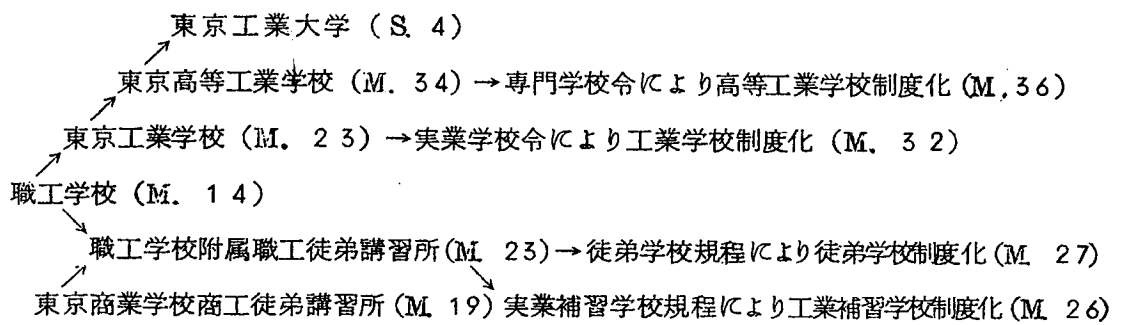 東京工業大学 (S. 4)
東京高等工業学校 (M. 34) →専門学校令により高等工業学校制度化 (M. 36)
東京工業学校 (M. 23) →実業学校令により工業学校制度化 (M. 32)
職工学校 (M. 14)
職工学校附属職工徒弟講習所 (M. 23) →徒弟学校規程により徒弟学校制度化 (M. 27)
東京商業学校商工徒弟講習所 (M. 19) 実業補習学校規程により工業補習学校制度化 (M. 26)